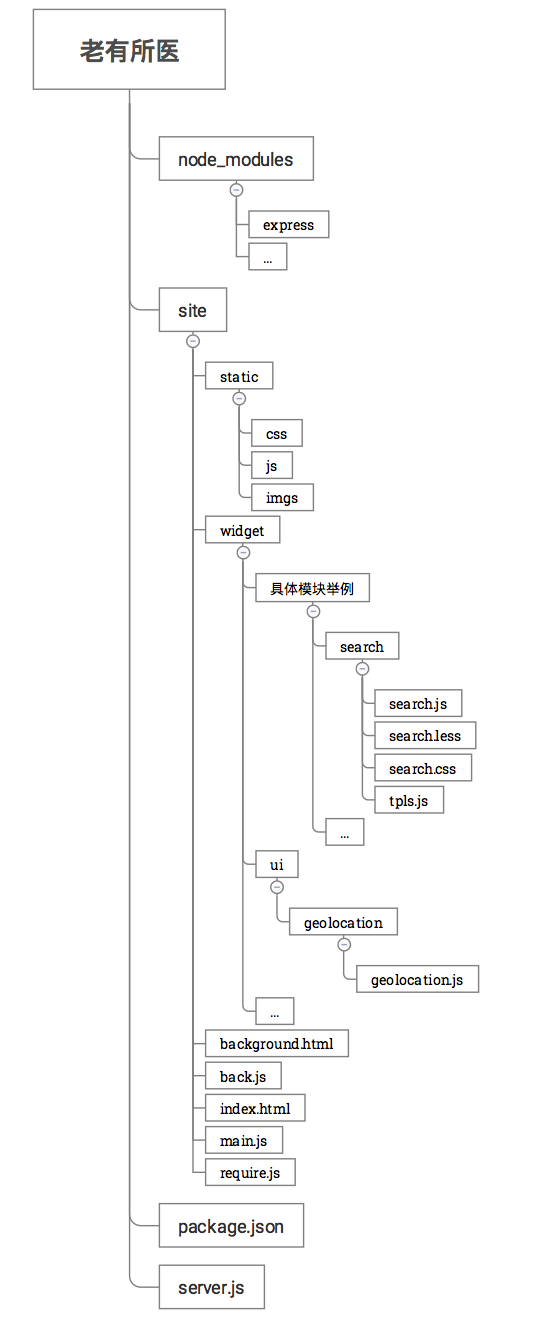 老有所医
node_modules
express
...
site
static
css
js
imgs
widget
具体模块举例
search
search.js
search.less
search.css
tpls.js
...
ui
geolocation
geolocation.js
...
background.html
back.js
index.html
main.js
require.js
package.json
server.js